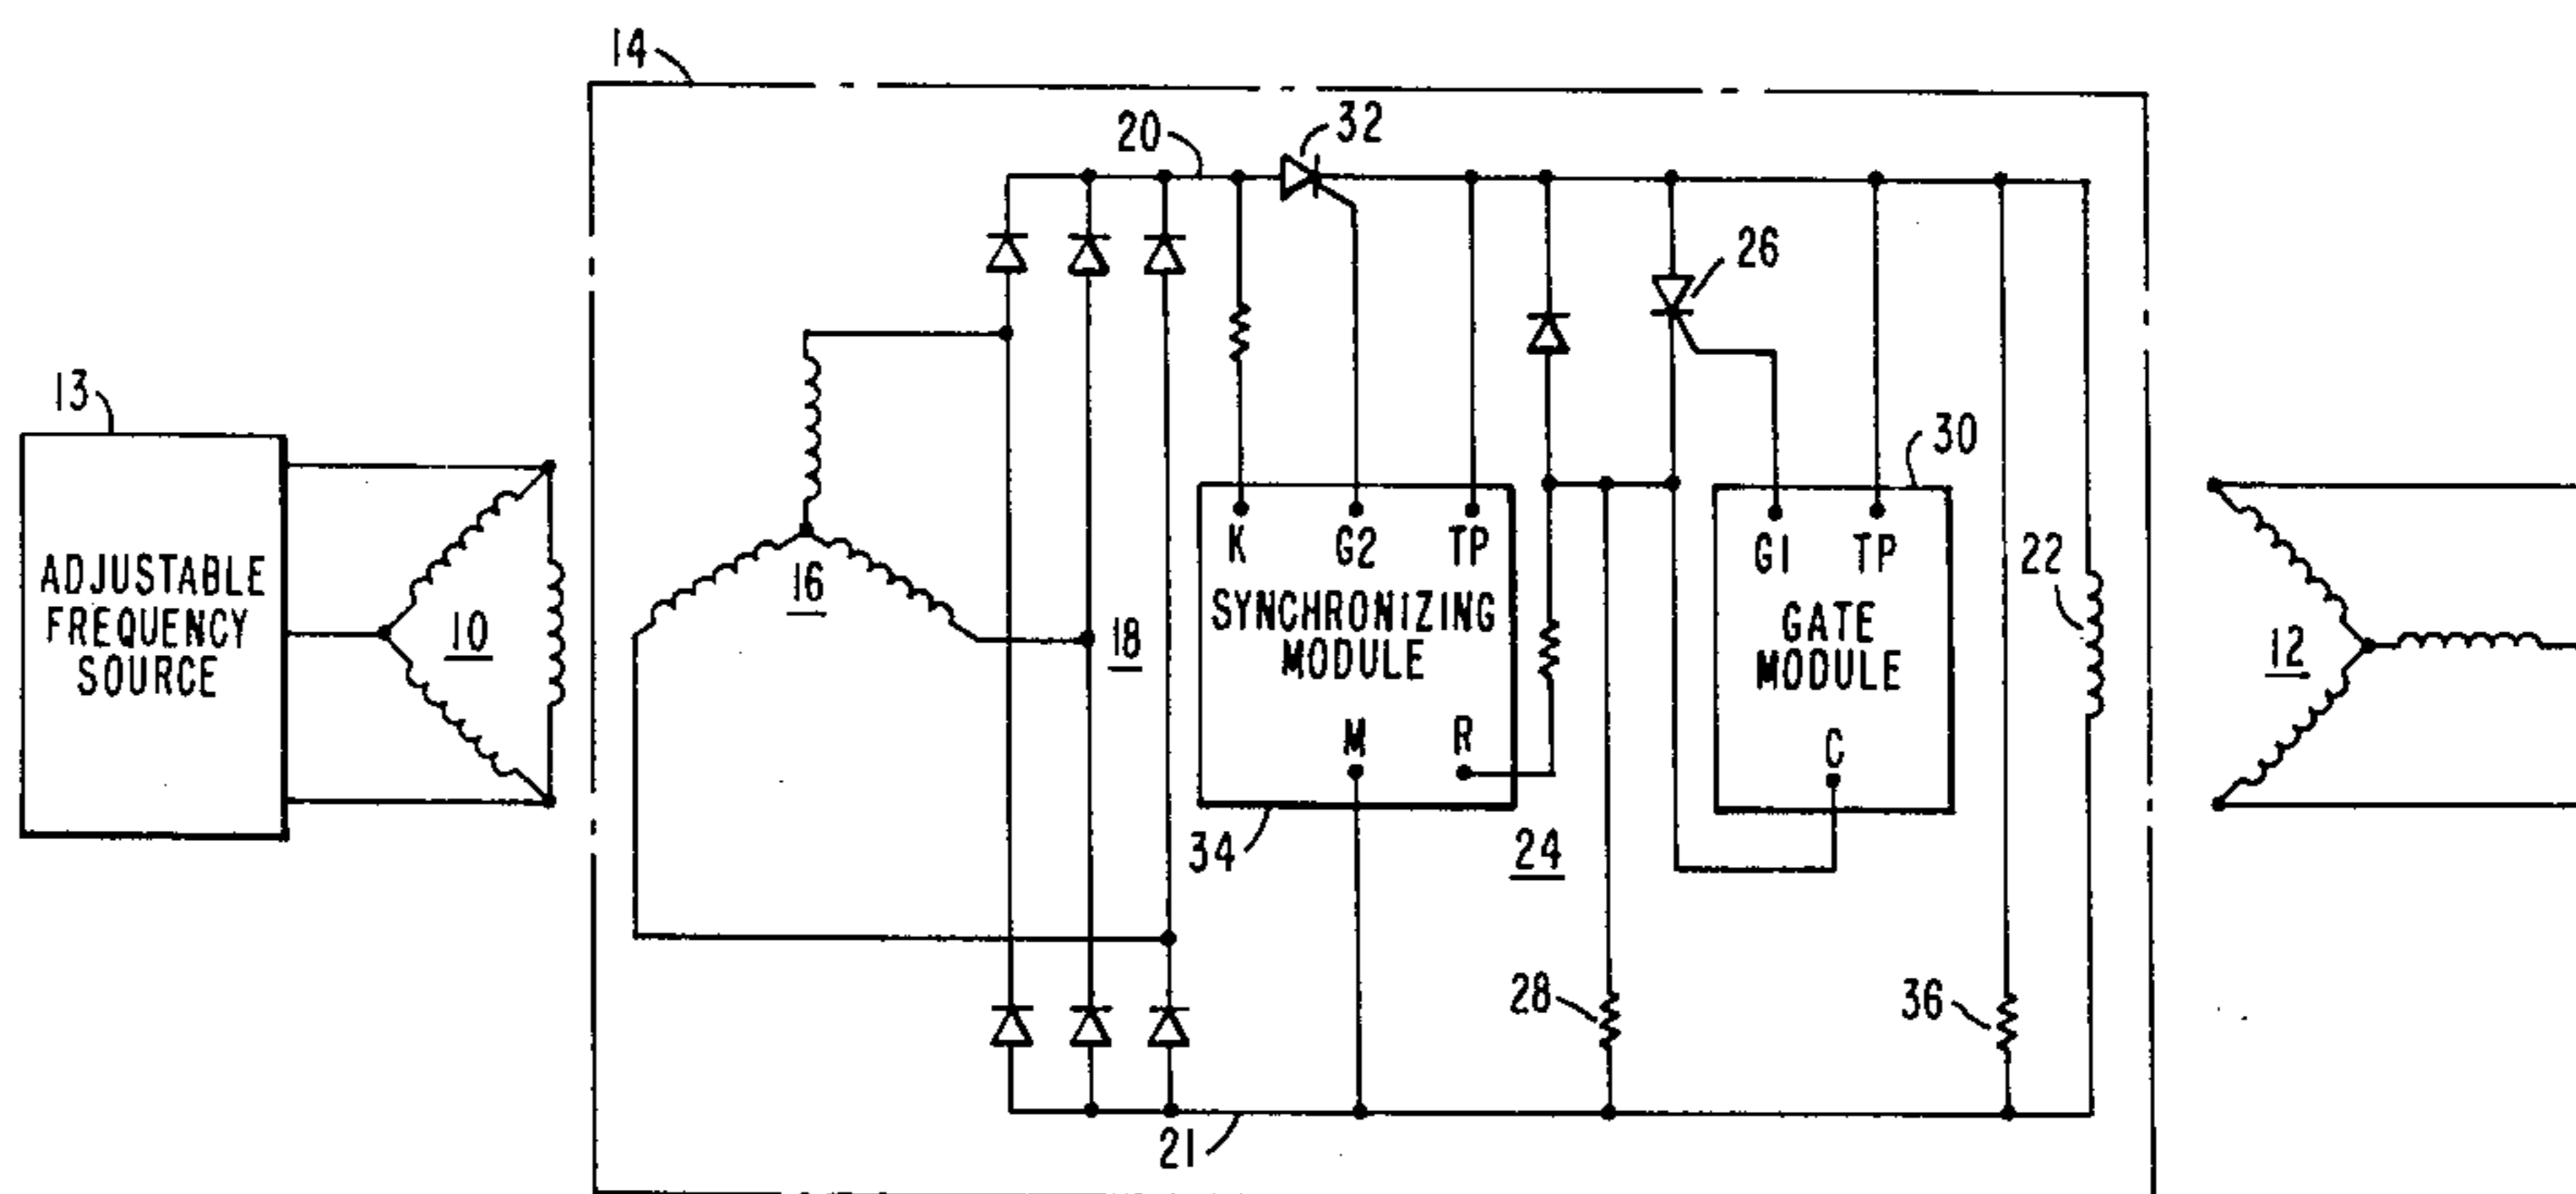 14
20
32
26
13
ADJUSTABLE
FREQUENCY
SOURCE
10
16
18
K G2 TP
SYNCHRONIZING
MODULE
M R
34
24
30
G1 TP
GATE
MODULE
C
22
12
28
36
21